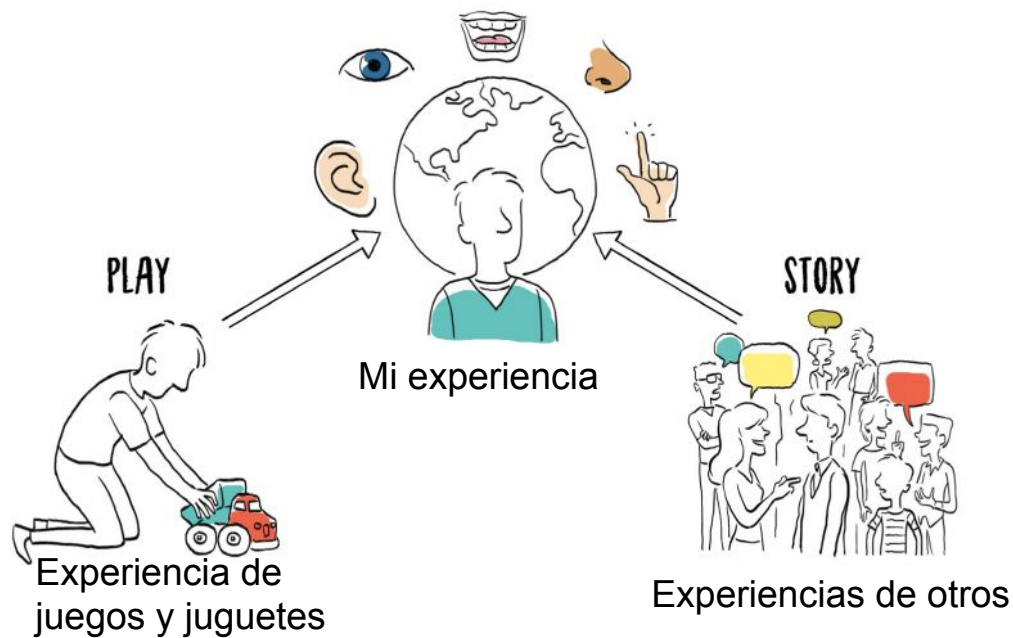 PLAY
STORY
Mi experiencia
Experiencia de
juegos y juguetes
Experiencias de otros